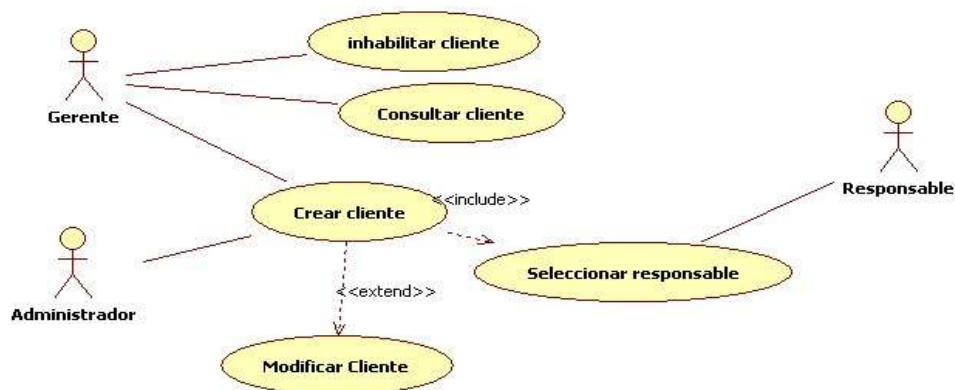 inhabilitar cliente
Gerente
Consultar cliente
Responsable
Crear cliente
<<include>>
Seleccionar responsable
<<extend>>
Administrador
Modificar Cliente